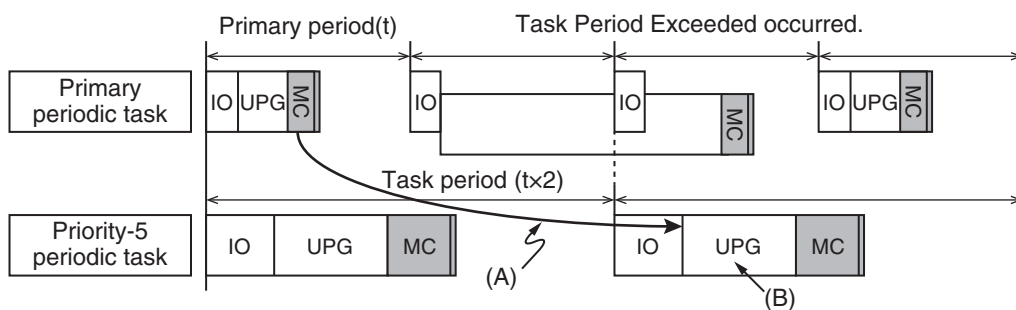 Primary period(t)
Task Period Exceeded occurred.
Primary
periodic task
IO
UPG
MC
IO
IO
MC
IO
UPG
MC
Task period (t×2)
Priority-5
periodic task
IO
UPG
MC
IO
UPG
MC
(A)
(B)